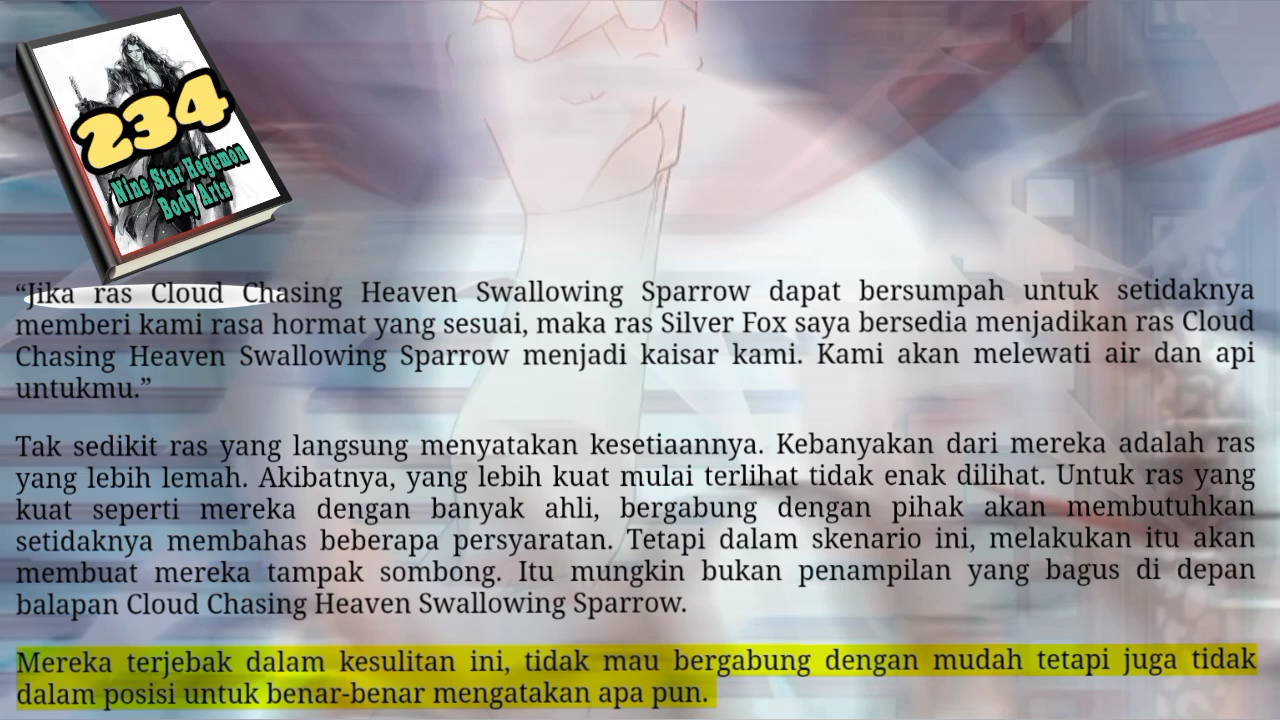 234
Nine Star Hegemon
Body Arts
“Jika ras Cloud Chasing Heaven Swallowing Sparrow dapat bersumpah untuk setidaknya
memberi kami rasa hormat yang sesuai, maka ras Silver Fox saya bersedia menjadikan ras Cloud
Chasing Heaven Swallowing Sparrow menjadi kaisar kami. Kami akan melewati air dan api
untukmu.”
Tak sedikit ras yang langsung menyatakan kesetiaannya. Kebanyakan dari mereka adalah ras
yang lebih lemah. Akibatnya, yang lebih kuat mulai terlihat tidak enak dilihat. Untuk ras yang
kuat seperti mereka dengan banyak ahli, bergabung dengan pihak akan membutuhkan
setidaknya membahas beberapa persyaratan. Tetapi dalam skenario ini, melakukan itu akan
membuat mereka tampak sombong. Itu mungkin bukan penampilan yang bagus di depan
balapan Cloud Chasing Heaven Swallowing Sparrow.
Mereka terjebak dalam kesulitan ini, tidak mau bergabung dengan mudah tetapi juga tidak
dalam posisi untuk benar-benar mengatakan apa pun.